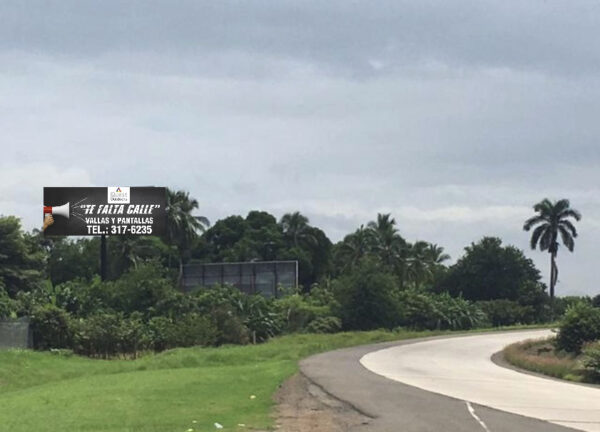 "TE FALTA CALLE"
VALLAS Y PANTALLAS
TEL.: 317-6235